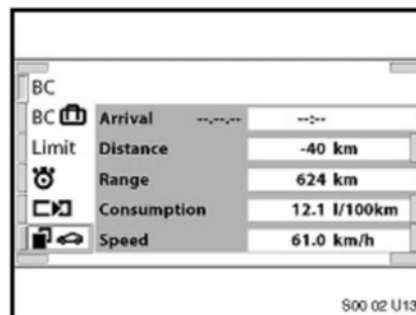 BC
BC
Arrival --.--.-- --:--
Limit
Distance -40 km
Range 624 km
Consumption 12.1 l/100km
Speed 61.0 km/h
S00 02 U13